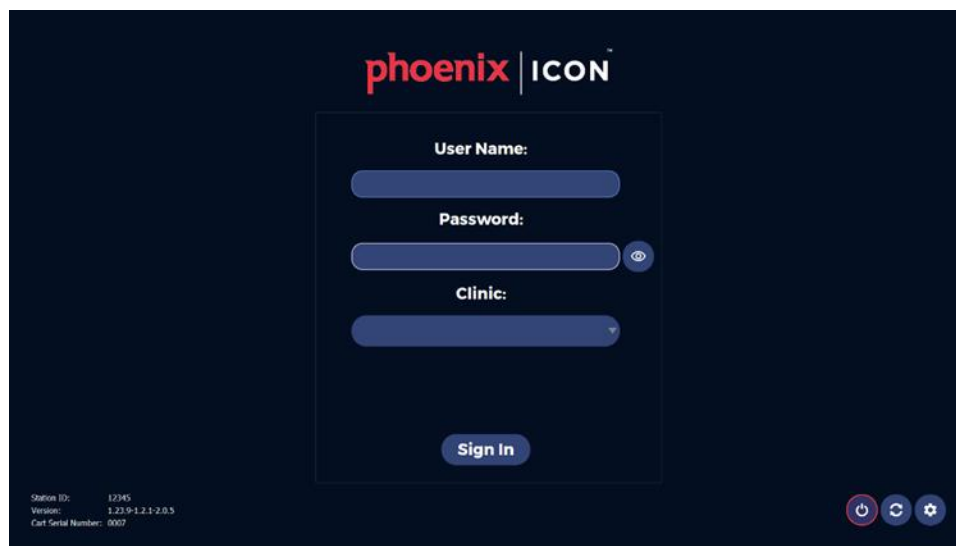 phoenix | ICON™
User Name:
Password:
Clinic:
Sign In
Station ID: 12345
Version: 1.23.9-1.2.1-2.0.5
Cart Serial Number: 0007